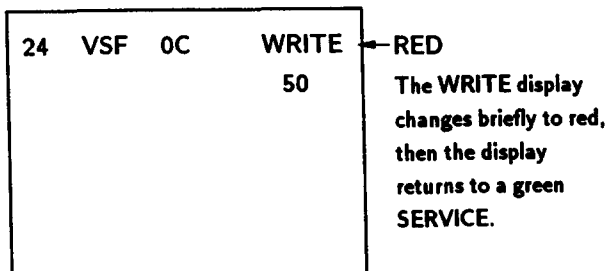 24 VSF 0C WRITE RED
50
The WRITE display
changes briefly to red,
then the display
returns to a green
SERVICE.